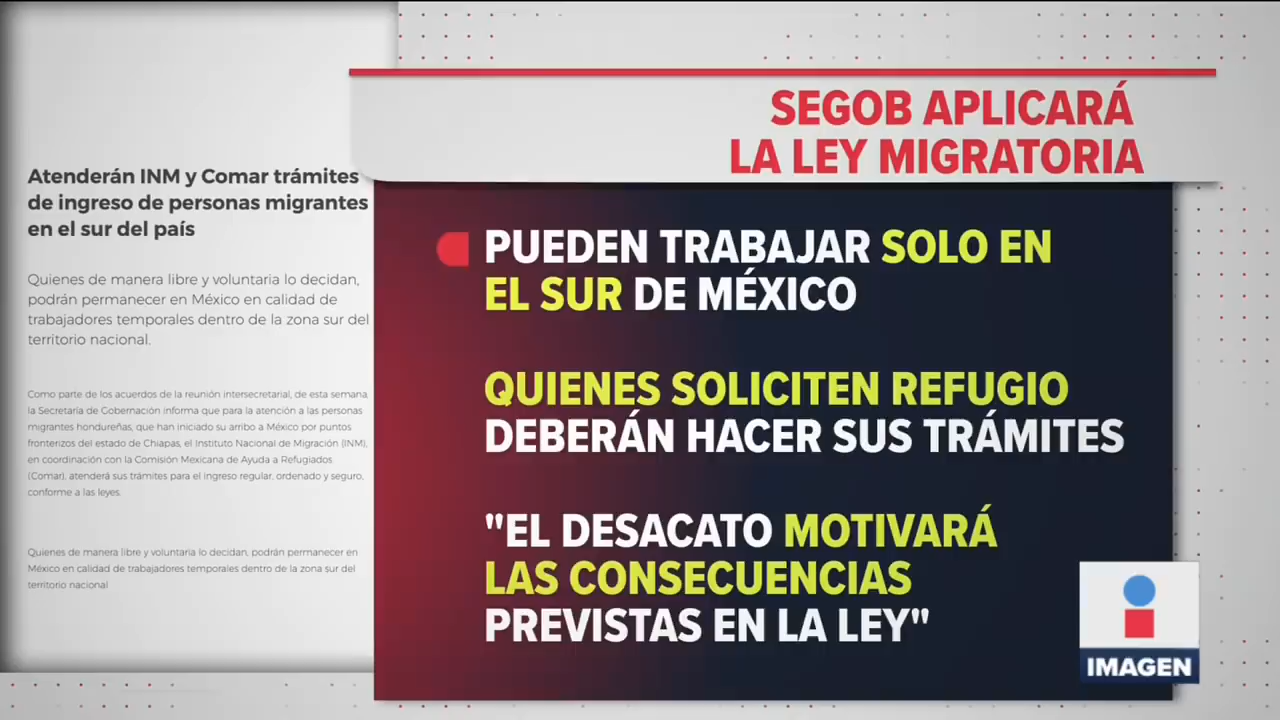 Atenderán INM y Comar trámites
de ingreso de personas migrantes
en el sur del país
Quienes de manera libre y voluntaria lo decidan,
podrán permanecer en México en calidad de
trabajadores temporales dentro de la zona sur del
territorio nacional.
Como parte de los acuerdos de la reunión intersecretarial, de esta semana,
la Secretaría de Gobernación informa que para la atención a las personas
migrantes hondureñas, que han iniciado su arribo a México por puntos
fronterizos del estado de Chiapas, el Instituto Nacional de Migración (INM),
en coordinación con la Comisión Mexicana de Ayuda a Refugiados
(Comar), atenderá sus trámites para el ingreso regular, ordenado y seguro,
conforme a las leyes.
Quienes de manera libre y voluntaria lo decidan, podrán permanecer en
México en calidad de trabajadores temporales dentro de la zona sur del
territorio nacional
SEGOB APLICARÁ
LA LEY MIGRATORIA
PUEDEN TRABAJAR SOLO EN
EL SUR DE MÉXICO
QUIENES SOLICITEN REFUGIO
DEBERÁN HACER SUS TRÁMITES
"EL DESACATO MOTIVARÁ
LAS CONSECUENCIAS
PREVISTAS EN LA LEY"
IMAGEN